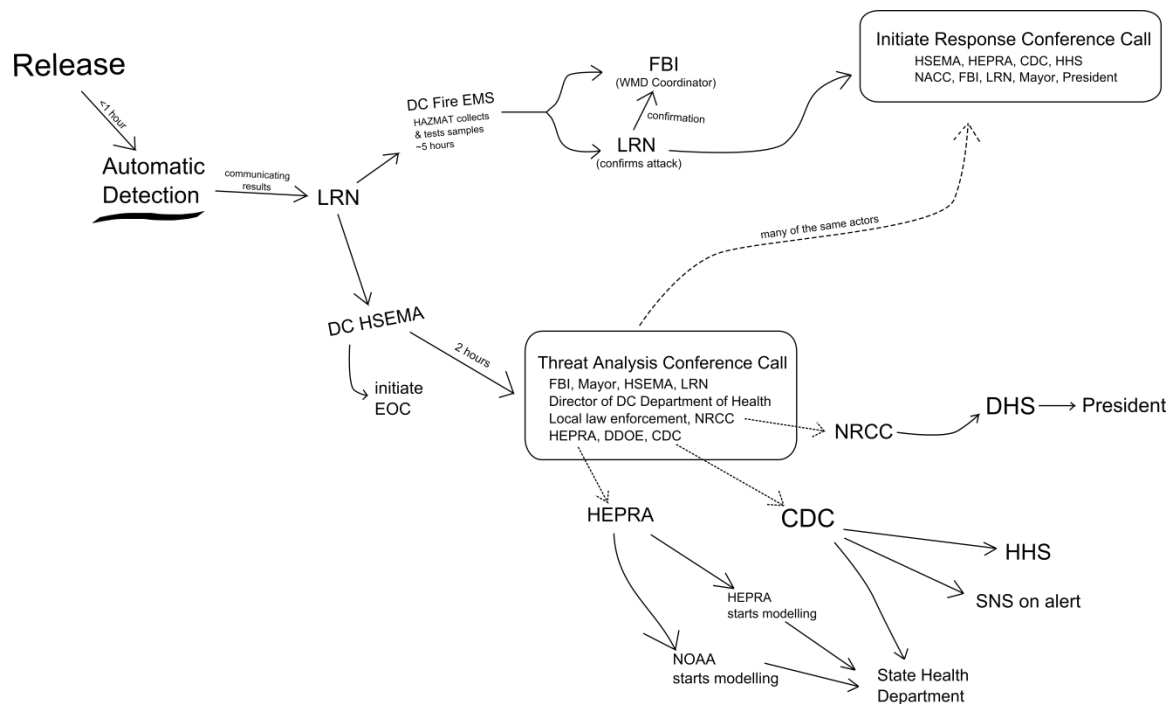 Release
<1 hour
Automatic
Detection
communicating
results
LRN
DC Fire EMS
HAZMAT collects
& tests samples
~5 hours
FBI
(WMD Coordinator)
confirmation
LRN
(confirms attack)
Initiate Response Conference Call
HSEMA, HEPRA, CDC, HHS
NACC, FBI, LRN, Mayor, President
many of the same actors
DC HSEMA
initiate
EOC
2 hours
Threat Analysis Conference Call
FBI, Mayor, HSEMA, LRN
Director of DC Department of Health
Local law enforcement, NRCC
HEPRA, DDOE, CDC
NRCC
DHS
President
HEPRA
CDC
HHS
SNS on alert
HEPRA
starts modelling
NOAA
starts modelling
State Health
Department